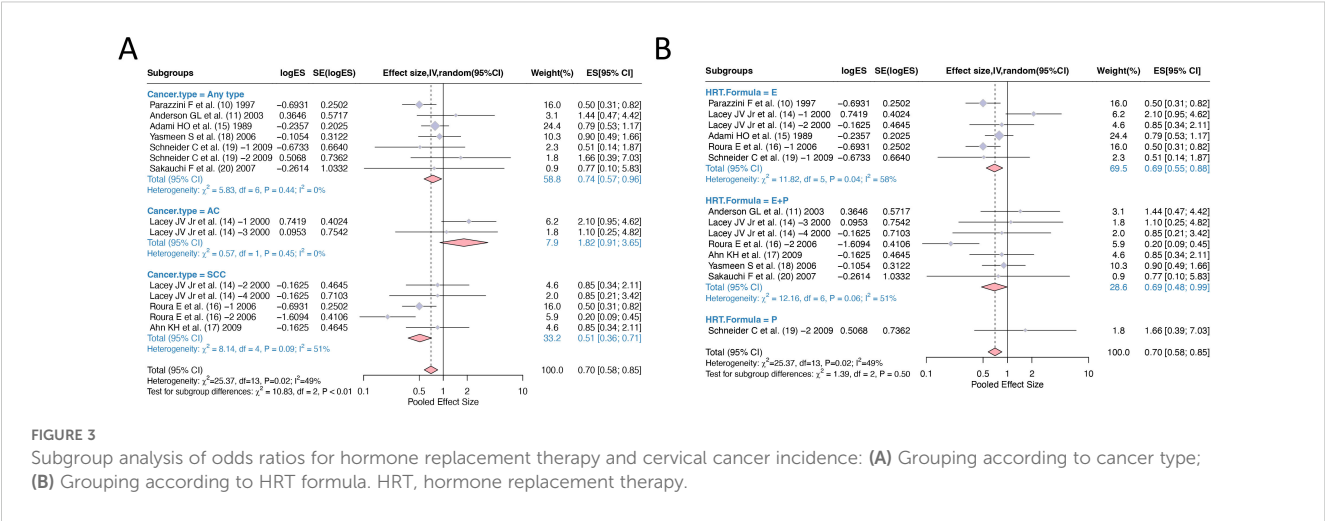 A
Subgroups logES SE(logES) Effect size,IV,random(95%CI) Weight(%) ES[95% CI]
Cancer.type = Any type
Parazzini F et al. (10) 1997 −0.6931 0.2502 16.0 0.50 [0.31; 0.82]
Anderson GL et al. (11) 2003 0.3646 0.5717 3.1 1.44 [0.47; 4.42]
Adami HO et al. (15) 1989 −0.2357 0.2025 24.4 0.79 [0.53; 1.17]
Yasmeen S et al. (18) 2006 −0.1054 0.3122 10.3 0.90 [0.49; 1.66]
Schneider C et al. (19) −1 2009 −0.6733 0.6640 2.3 0.51 [0.14; 1.87]
Schneider C et al. (19) −2 2009 0.5068 0.7362 1.8 1.66 [0.39; 7.03]
Sakauchi F et al. (20) 2007 −0.2614 1.0332 0.9 0.77 [0.10; 5.83]
Total (95% CI) 58.8 0.74 [0.57; 0.96]
Heterogeneity: χ² = 5.83, df = 6, P = 0.44; I² = 0%
Cancer.type = AC
Lacey JV Jr et al. (14) −1 2000 0.7419 0.4024 6.2 2.10 [0.95; 4.62]
Lacey JV Jr et al. (14) −3 2000 0.0953 0.7542 1.8 1.10 [0.25; 4.82]
Total (95% CI) 7.9 1.82 [0.91; 3.65]
Heterogeneity: χ² = 0.57, df = 1, P = 0.45; I² = 0%
Cancer.type = SCC
Lacey JV Jr et al. (14) −2 2000 −0.1625 0.4645 4.6 0.85 [0.34; 2.11]
Lacey JV Jr et al. (14) −4 2000 −0.1625 0.7103 2.0 0.85 [0.21; 3.42]
Roura E et al. (16) −1 2006 −0.6931 0.2502 16.0 0.50 [0.31; 0.82]
Roura E et al. (16) −2 2006 −1.6094 0.4106 5.9 0.20 [0.09; 0.45]
Ahn KH et al. (17) 2009 −0.1625 0.4645 4.6 0.85 [0.34; 2.11]
Total (95% CI) 33.2 0.51 [0.36; 0.71]
Heterogeneity: χ² = 8.14, df = 4, P = 0.09; I² = 51%
Total (95% CI) 100.0 0.70 [0.58; 0.85]
Heterogeneity: χ²=25.37, df=13, P=0.02; I²=49%
Test for subgroup differences: χ² = 10.83, df = 2, P < 0.01
0.1 0.5 1 2 10
Pooled Effect Size
B
Subgroups logES SE(logES) Effect size,IV,random(95%CI) Weight(%) ES[95% CI]
HRT.Formula = E
Parazzini F et al. (10) 1997 −0.6931 0.2502 16.0 0.50 [0.31; 0.82]
Lacey JV Jr et al. (14) −1 2000 0.7419 0.4024 6.2 2.10 [0.95; 4.62]
Lacey JV Jr et al. (14) −2 2000 −0.1625 0.4645 4.6 0.85 [0.34; 2.11]
Adami HO et al. (15) 1989 −0.2357 0.2025 24.4 0.79 [0.53; 1.17]
Roura E et al. (16) −1 2006 −0.6931 0.2502 16.0 0.50 [0.31; 0.82]
Schneider C et al. (19) −1 2009 −0.6733 0.6640 2.3 0.51 [0.14; 1.87]
Total (95% CI) 69.5 0.69 [0.55; 0.88]
Heterogeneity: χ² = 11.82, df = 5, P = 0.04; I² = 58%
HRT.Formula = E+P
Anderson GL et al. (11) 2003 0.3646 0.5717 3.1 1.44 [0.47; 4.42]
Lacey JV Jr et al. (14) −3 2000 0.0953 0.7542 1.8 1.10 [0.25; 4.82]
Lacey JV Jr et al. (14) −4 2000 −0.1625 0.7103 2.0 0.85 [0.21; 3.42]
Roura E et al. (16) −2 2006 −1.6094 0.4106 5.9 0.20 [0.09; 0.45]
Ahn KH et al. (17) 2009 −0.1625 0.4645 4.6 0.85 [0.34; 2.11]
Yasmeen S et al. (18) 2006 −0.1054 0.3122 10.3 0.90 [0.49; 1.66]
Sakauchi F et al. (20) 2007 −0.2614 1.0332 0.9 0.77 [0.10; 5.83]
Total (95% CI) 28.6 0.69 [0.48; 0.99]
Heterogeneity: χ² = 12.16, df = 6, P = 0.06; I² = 51%
HRT.Formula = P
Schneider C et al. (19) −2 2009 0.5068 0.7362 1.8 1.66 [0.39; 7.03]
Total (95% CI) 100.0 0.70 [0.58; 0.85]
Heterogeneity: χ²=25.37, df=13, P=0.02; I²=49%
Test for subgroup differences: χ² = 1.39, df = 2, P = 0.50
0.1 0.5 1 2 10
Pooled Effect Size
FIGURE 3
Subgroup analysis of odds ratios for hormone replacement therapy and cervical cancer incidence: (A) Grouping according to cancer type;
(B) Grouping according to HRT formula. HRT, hormone replacement therapy.